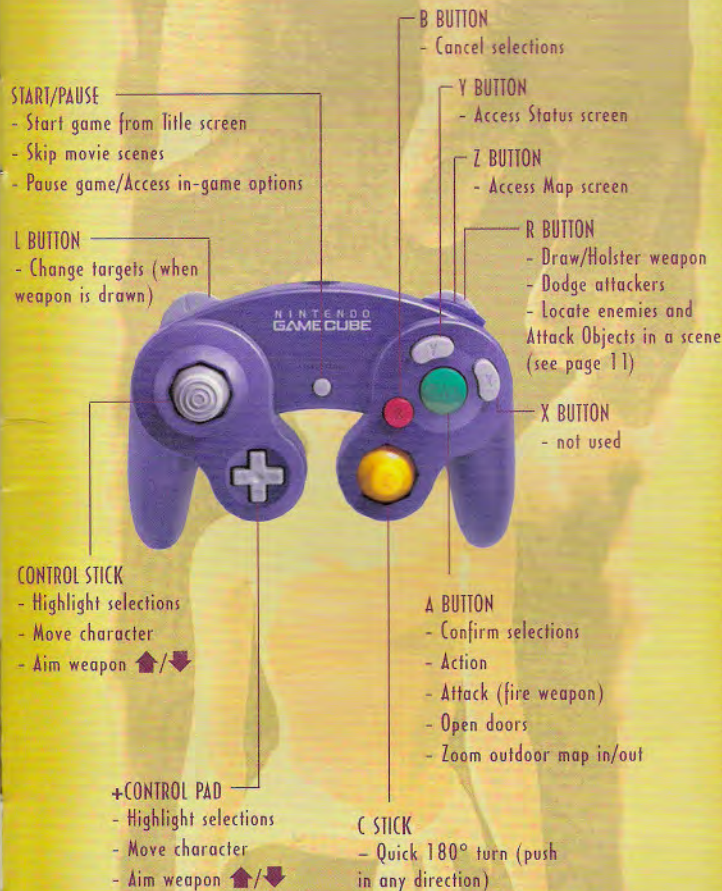 B BUTTON
- Cancel selections
START/PAUSE
- Start game from Title screen
- Skip movie scenes
- Pause game/Access in-game options
Y BUTTON
- Access Status screen
Z BUTTON
- Access Map screen
L BUTTON
- Change targets (when
weapon is drawn)
R BUTTON
- Draw/Holster weapon
- Dodge attackers
- Locate enemies and
Attack Objects in a scene
(see page 11)
NINTENDO
GAMECUBE
Y
X BUTTON
- not used
CONTROL STICK
- Highlight selections
- Move character
- Aim weapon ⬆/⬇
A BUTTON
- Confirm selections
- Action
- Attack (fire weapon)
- Open doors
- Zoom outdoor map in/out
+CONTROL PAD
- Highlight selections
- Move character
- Aim weapon ⬆/⬇
C STICK
– Quick 180° turn (push
in any direction)